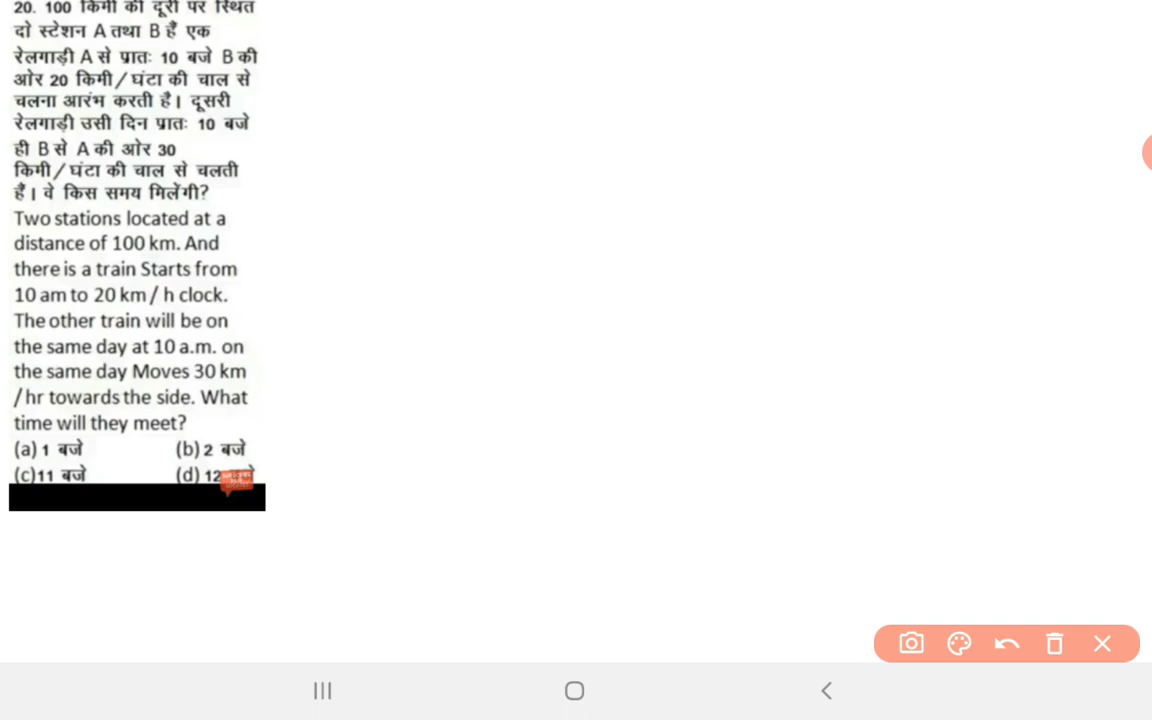 20. 100 किमी की दूरी पर स्थित
दो स्टेशन A तथा B हैं एक
रेलगाड़ी A से प्रातः 10 बजे B की
ओर 20 किमी/घंटा की चाल से
चलना आरंभ करती है। दूसरी
रेलगाड़ी उसी दिन प्रातः 10 बजे
ही B से A की ओर 30
किमी/घंटा की चाल से चलती
हैं। वे किस समय मिलेंगी?
Two stations located at a
distance of 100 km. And
there is a train Starts from
10 am to 20 km / h clock.
The other train will be on
the same day at 10 a.m. on
the same day Moves 30 km
/ hr towards the side. What
time will they meet?
(a) 1 बजे (b) 2 बजे
(c)11 बजे (d) 12